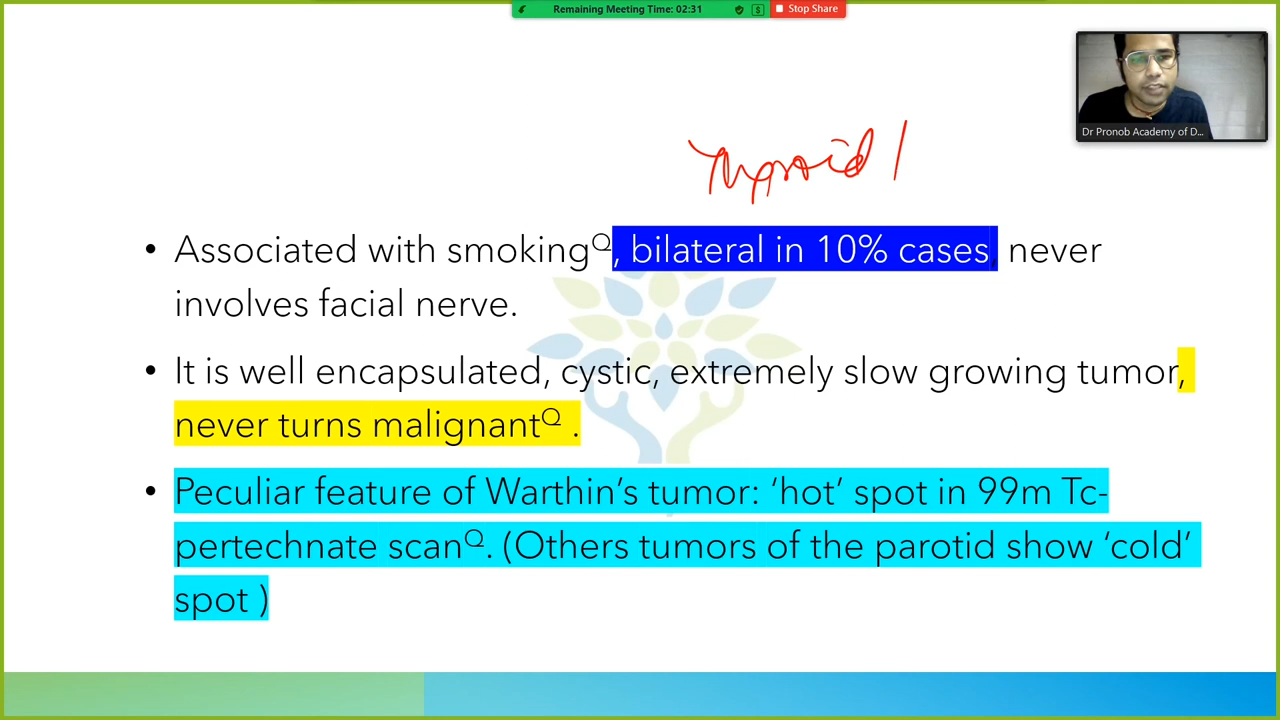 Remaining Meeting Time: 02:31
Stop Share
Dr Pronob Academy of D...
Thyroid
• Associated with smokingQ, bilateral in 10% cases, never
involves facial nerve.
• It is well encapsulated, cystic, extremely slow growing tumor,
never turns malignantQ .
• Peculiar feature of Warthin’s tumor: ‘hot’ spot in 99m Tc-
pertechnate scanQ. (Others tumors of the parotid show ‘cold’
spot )